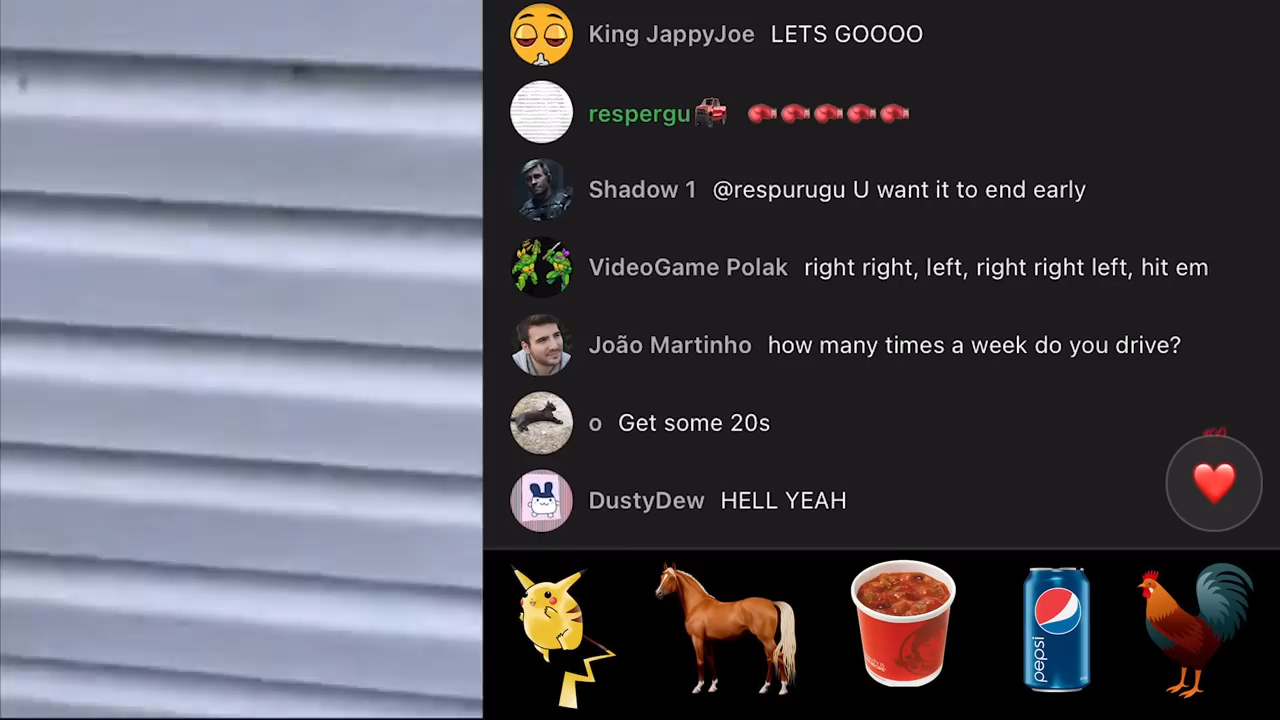 King JappyJoe LETS GOOOO
respergu
Shadow 1 @respurugu U want it to end early
VideoGame Polak right right, left, right right left, hit em
João Martinho how many times a week do you drive?
o Get some 20s
DustyDew HELL YEAH
pepsi